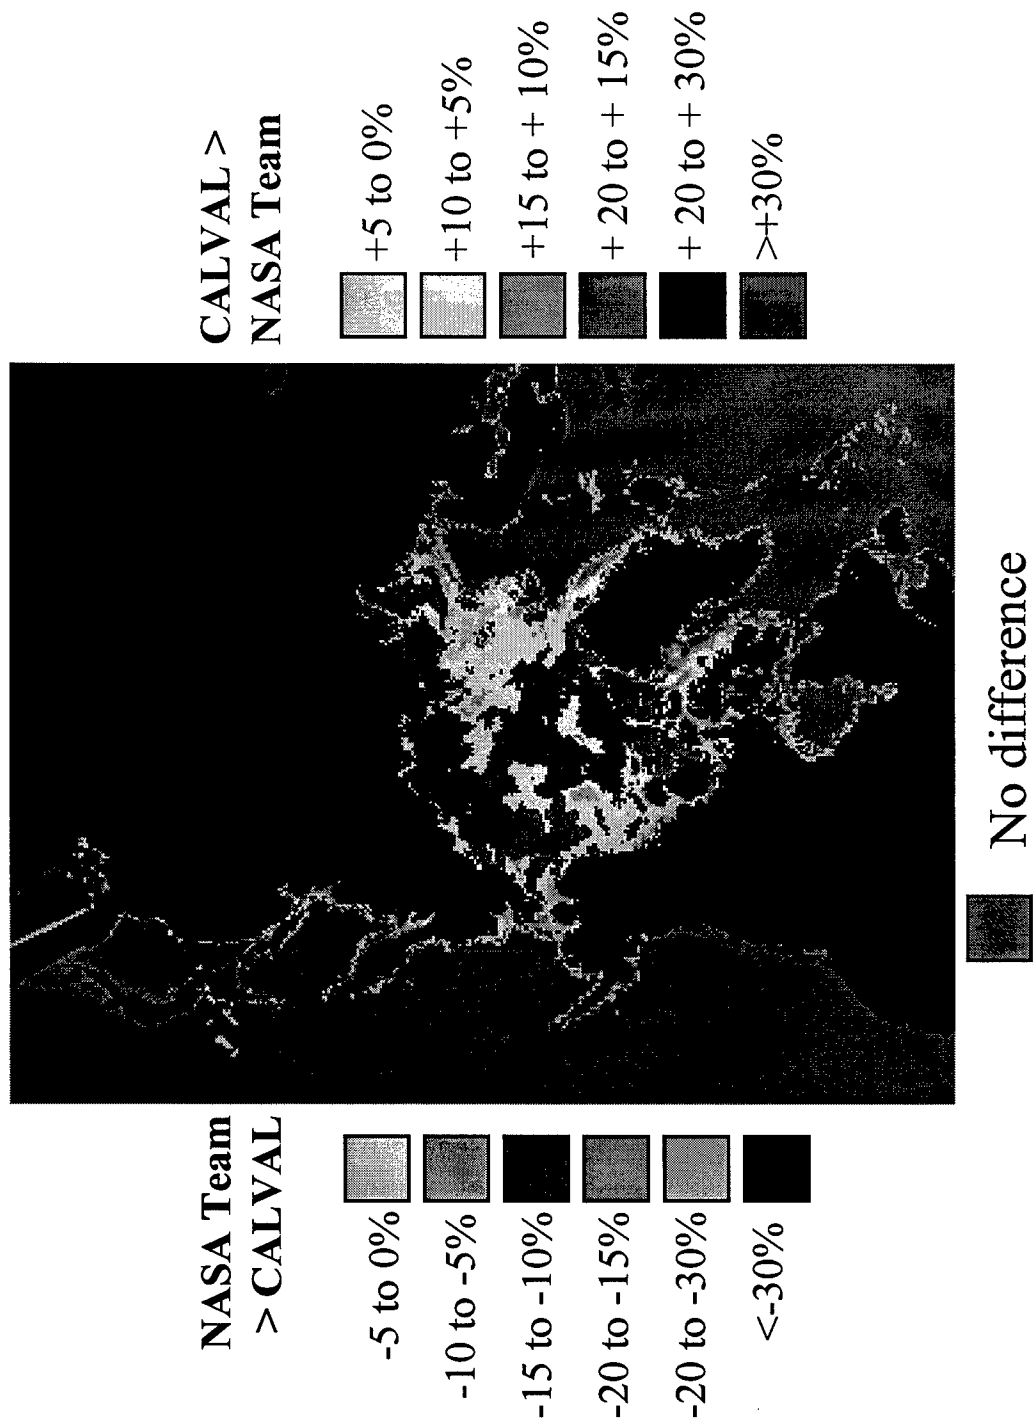 NASA Team
> CALVAL
-5 to 0%
-10 to -5%
-15 to -10%
-20 to -15%
-20 to -30%
<-30%
CALVAL >
NASA Team
+5 to 0%
+10 to +5%
+15 to + 10%
+ 20 to + 15%
+ 20 to + 30%
>+30%
No difference